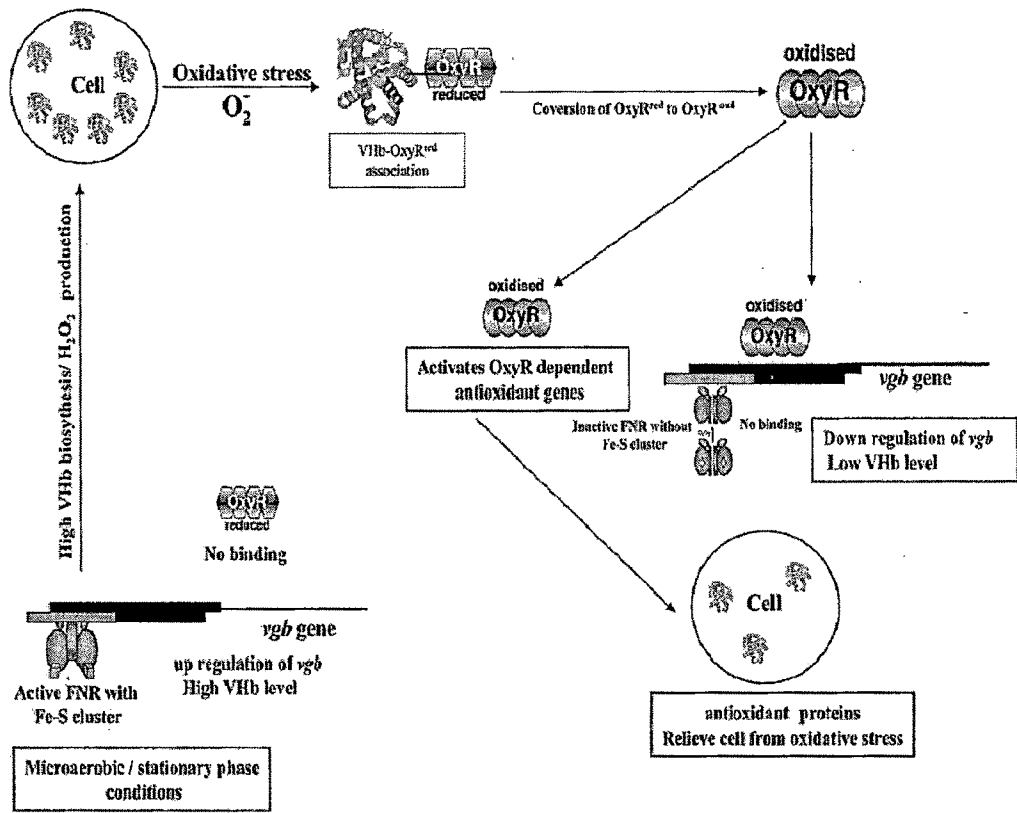 Cell
Oxidative stress
O₂⁻
OxyR
reduced
VHb-OxyRʳᵉᵈ
association
Coversion of OxyRʳᵉᵈ to OxyRᵒˣᵈ
oxidised
OxyR
oxidised
OxyR
Activates OxyR dependent
antioxidant genes
oxidised
OxyR
vgb gene
Inactive FNR without
Fe-S cluster
No binding
Down regulation of vgb
Low VHb level
Cell
antioxidant proteins
Relieve cell from oxidative stress
High VHb biosythesis/ H₂O₂ production
OxyR
reduced
No binding
vgb gene
up regulation of vgb
High VHb level
Active FNR with
Fe-S cluster
Microaerobic / stationary phase
conditions